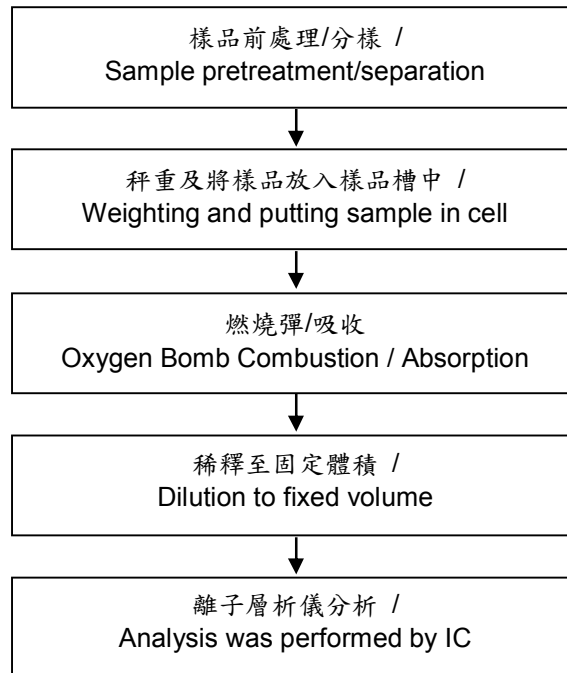 樣品前處理/分樣 /
Sample pretreatment/separation
秤重及將樣品放入樣品槽中 /
Weighting and putting sample in cell
燃燒彈/吸收
Oxygen Bomb Combustion / Absorption
稀釋至固定體積 /
Dilution to fixed volume
離子層析儀分析 /
Analysis was performed by IC